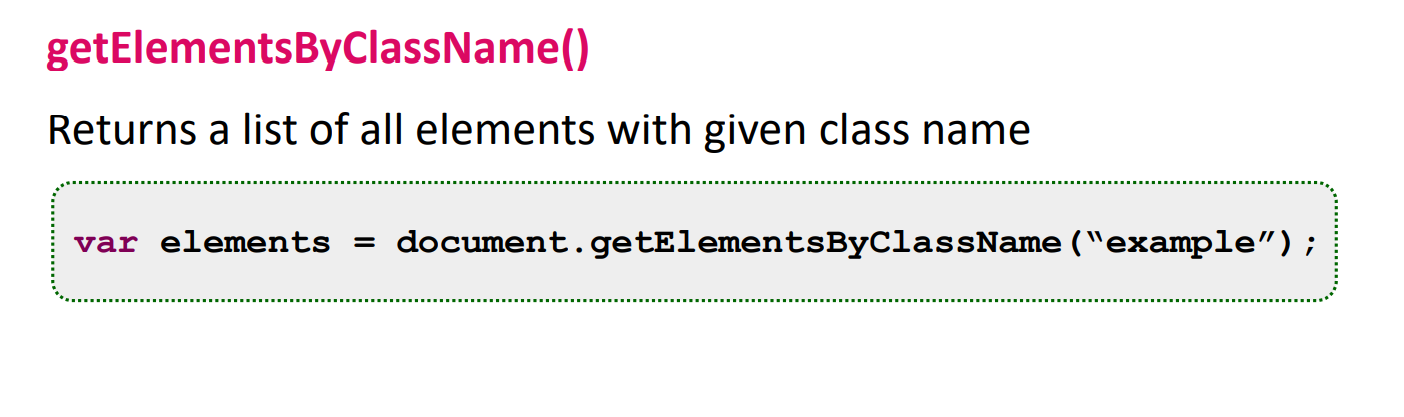 getElementsByClassName()
Returns a list of all elements with given class name
var elements = document.getElementsByClassName(“example”);